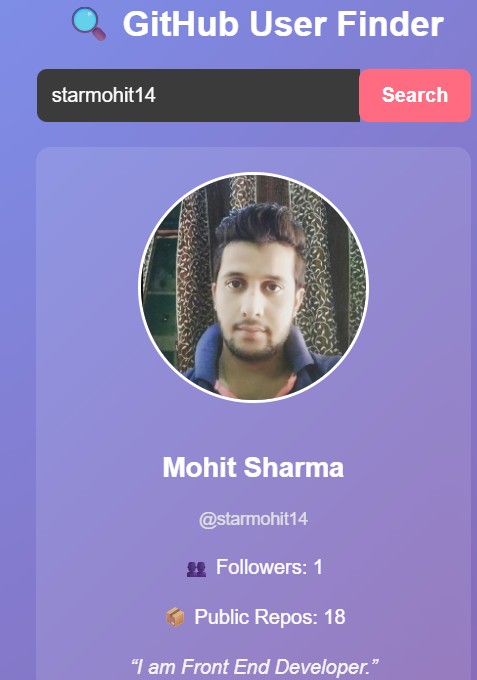 GitHub User Finder
starmohit14
Search
Mohit Sharma
@starmohit14
Followers: 1
Public Repos: 18
“I am Front End Developer.”